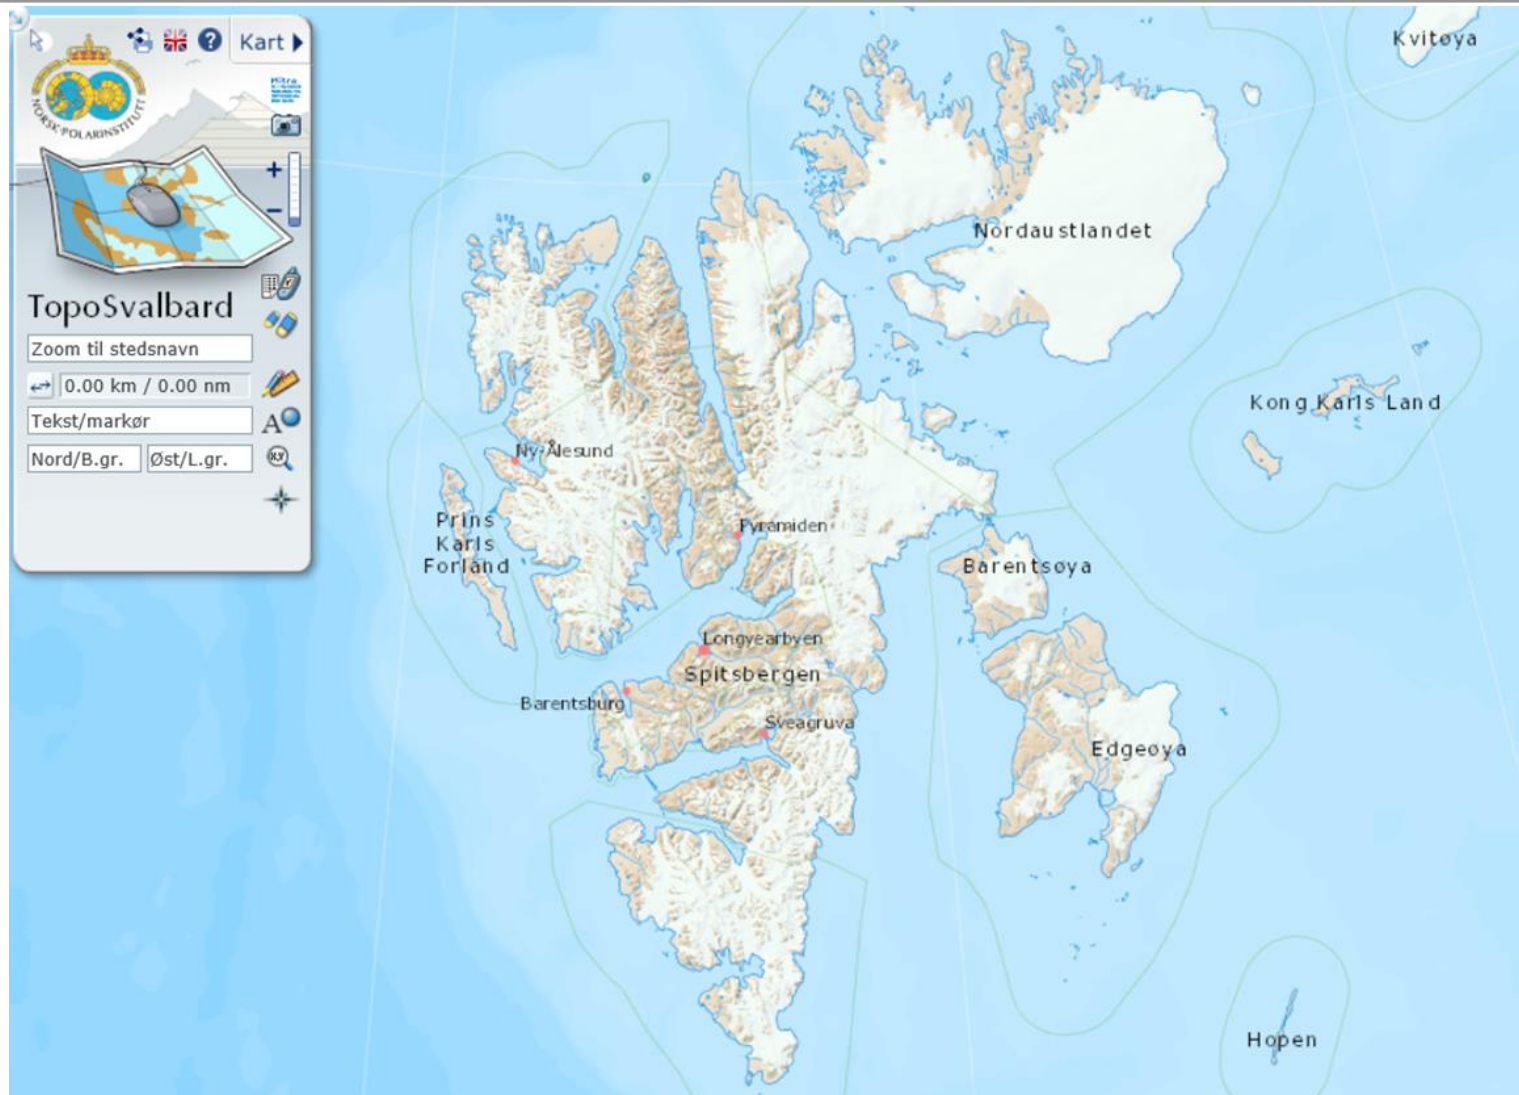 Kart
NORSK-POLARINSTITUTT
TopoSvalbard
Zoom til stedsnavn
0.00 km / 0.00 nm
Tekst/markør
A
Nord/B.gr.
Øst/L.gr.
Kvitøya
Nordaustlandet
Kong Karls Land
Ny-Ålesund
Prins
Karls
Forland
Pyramiden
Barentsøya
Longyearbyen
Spitsbergen
Barentsburg
Sveagruva
Edgeøya
Hopen